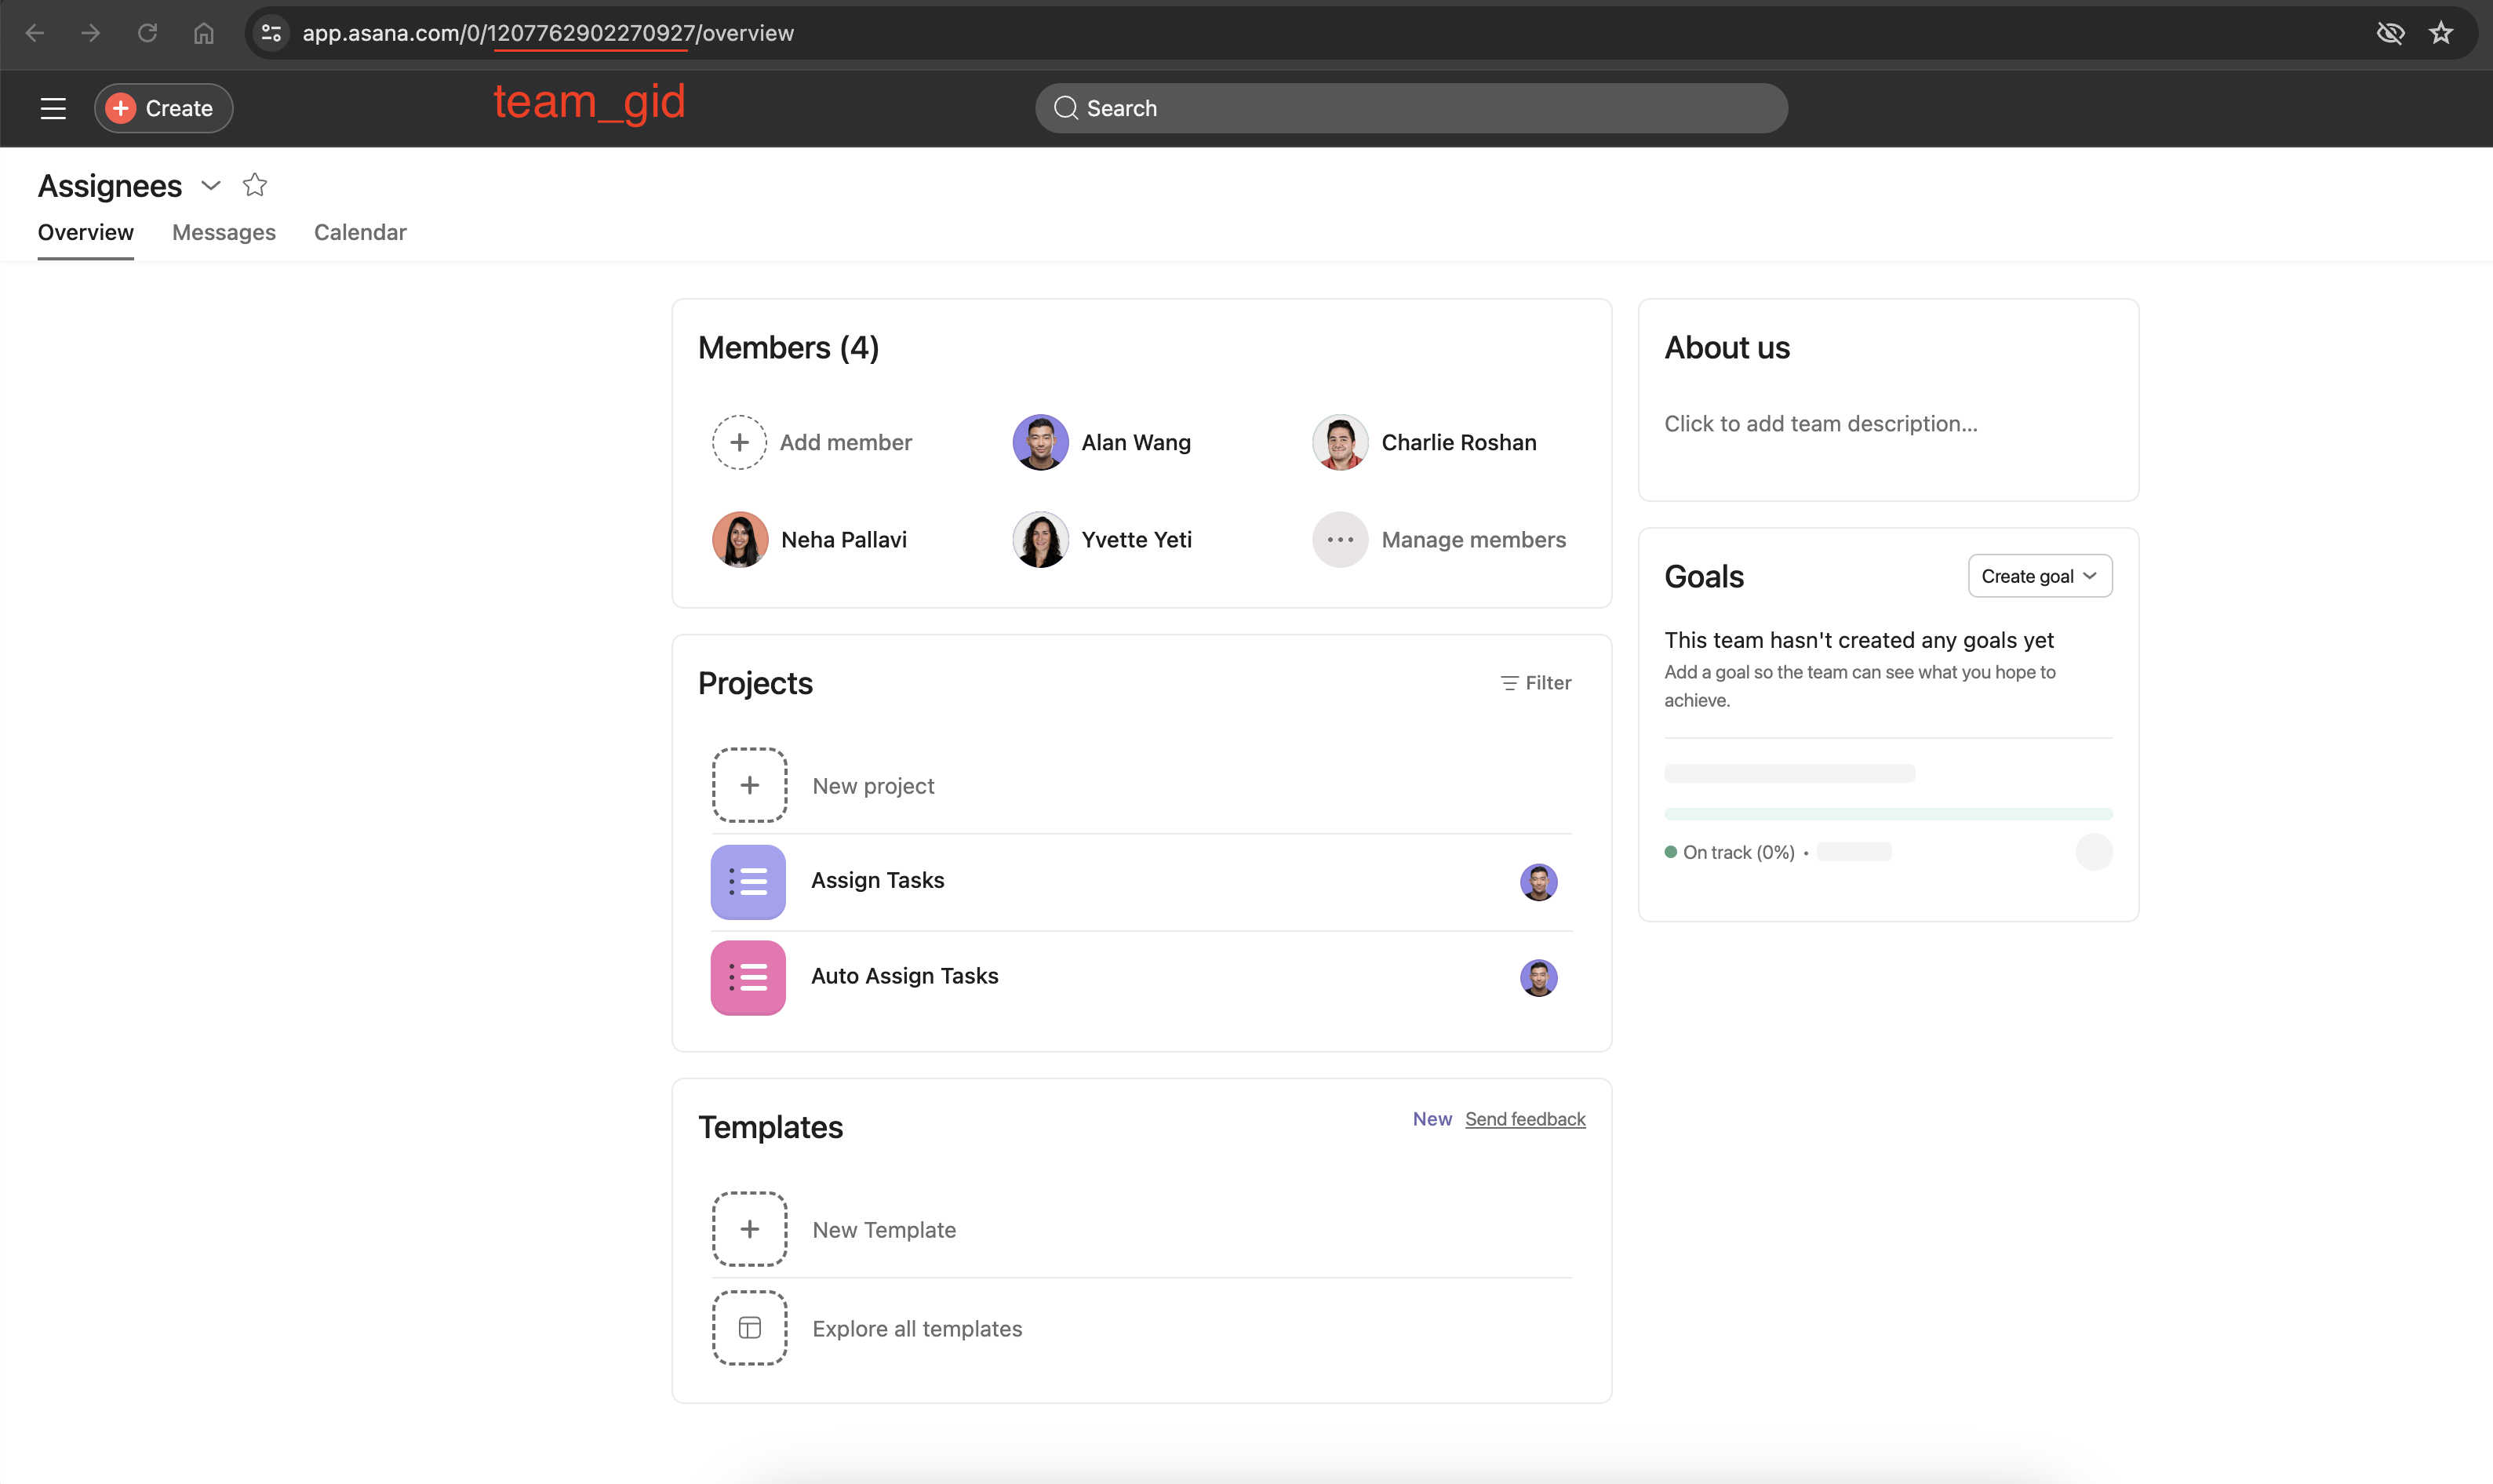 app.asana.com/0/1207762902270927/overview
Create
team_gid
Search
Assignees
Overview
Messages
Calendar
Members (4)
Add member
Alan Wang
Charlie Roshan
Neha Pallavi
Yvette Yeti
Manage members
Projects
Filter
New project
Assign Tasks
Auto Assign Tasks
Templates
New
Send feedback
New Template
Explore all templates
About us
Click to add team description...
Goals
Create goal
This team hasn't created any goals yet
Add a goal so the team can see what you hope to
achieve.
On track (0%) •